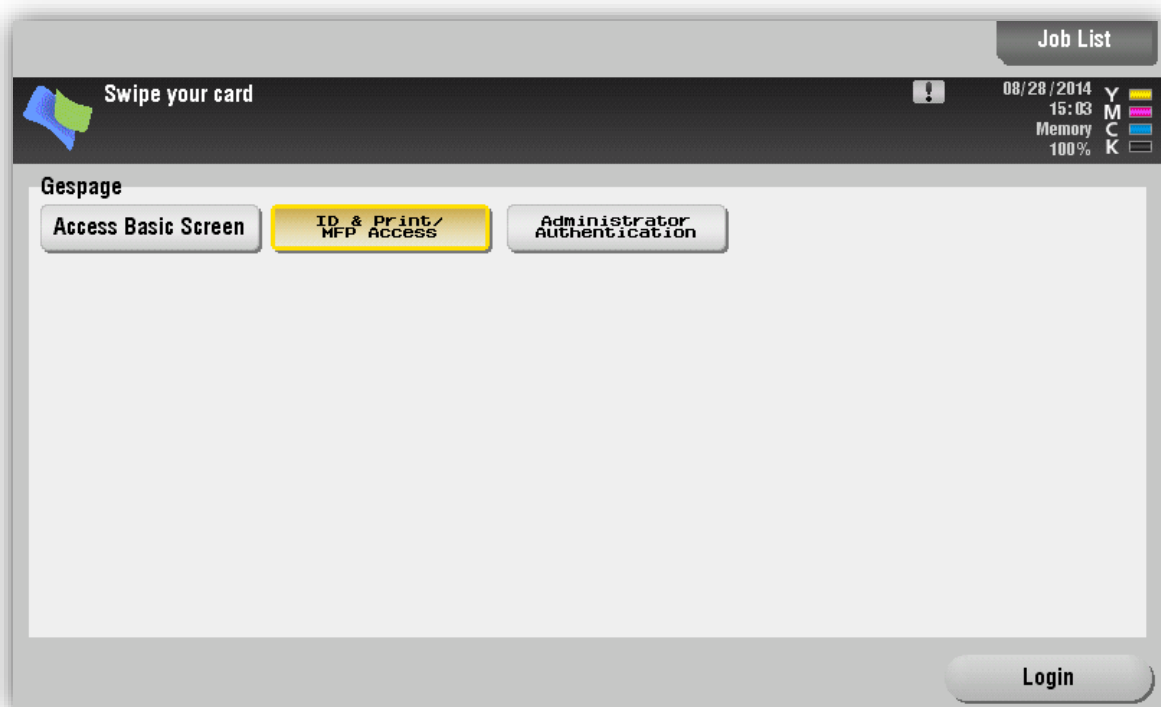 Job List
Swipe your card
!
08/28/2014
15:03
Memory
100%
Y
M
C
K
Gespage
Access Basic Screen
ID & Print/
MFP Access
Administrator
Authentication
Login